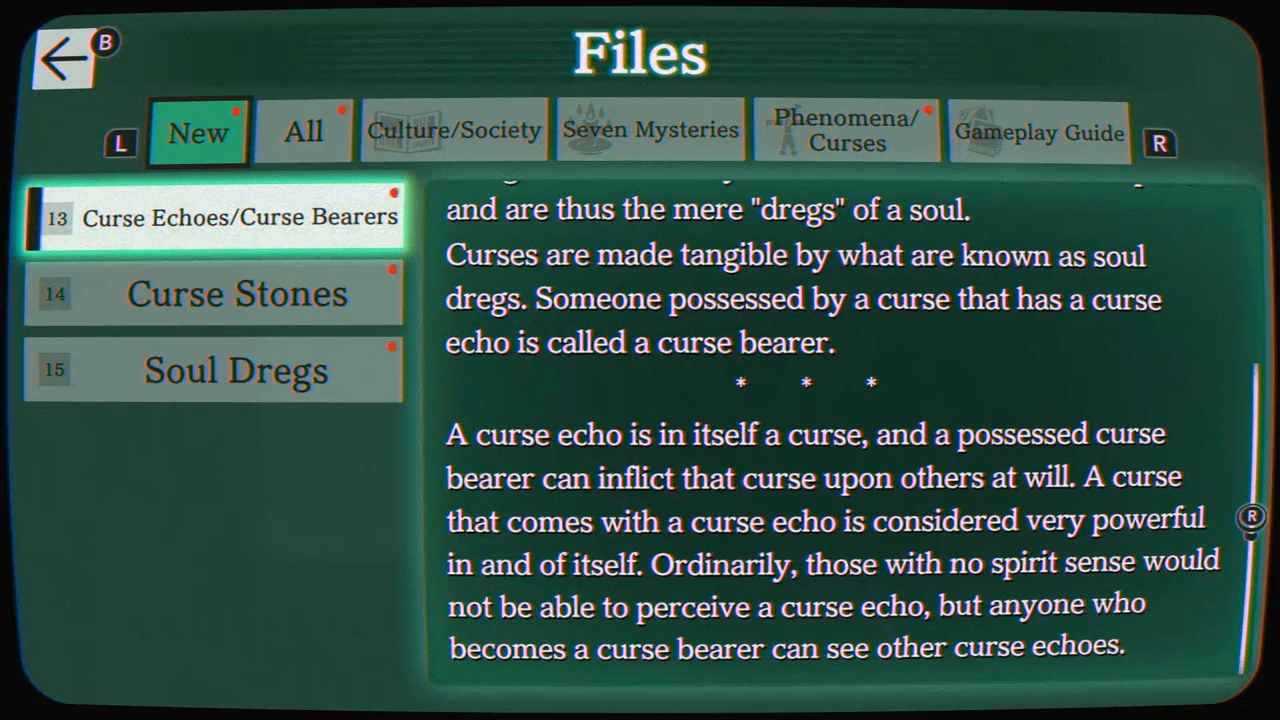 B
Files
L
New
All
Culture/Society
Seven Mysteries
Phenomena/
Curses
Gameplay Guide
R
13 Curse Echoes/Curse Bearers
14 Curse Stones
15 Soul Dregs
and are thus the mere "dregs" of a soul.
Curses are made tangible by what are known as soul
dregs. Someone possessed by a curse that has a curse
echo is called a curse bearer.
* * *
A curse echo is in itself a curse, and a possessed curse
bearer can inflict that curse upon others at will. A curse
that comes with a curse echo is considered very powerful
in and of itself. Ordinarily, those with no spirit sense would
not be able to perceive a curse echo, but anyone who
becomes a curse bearer can see other curse echoes.
R